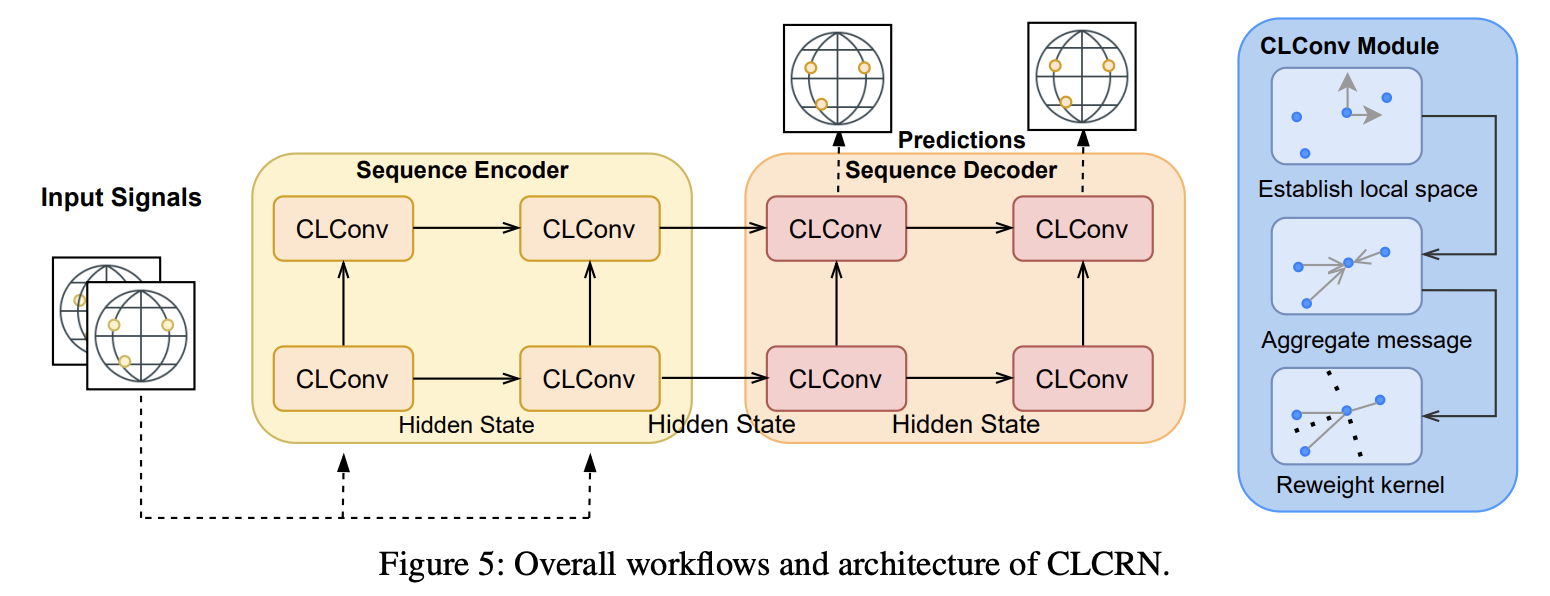 Input Signals
Sequence Encoder
CLConv
CLConv
CLConv
CLConv
Hidden State
Hidden State
Predictions
Sequence Decoder
CLConv
CLConv
CLConv
CLConv
Hidden State
CLConv Module
Establish local space
Aggregate message
Reweight kernel
Figure 5: Overall workflows and architecture of CLCRN.